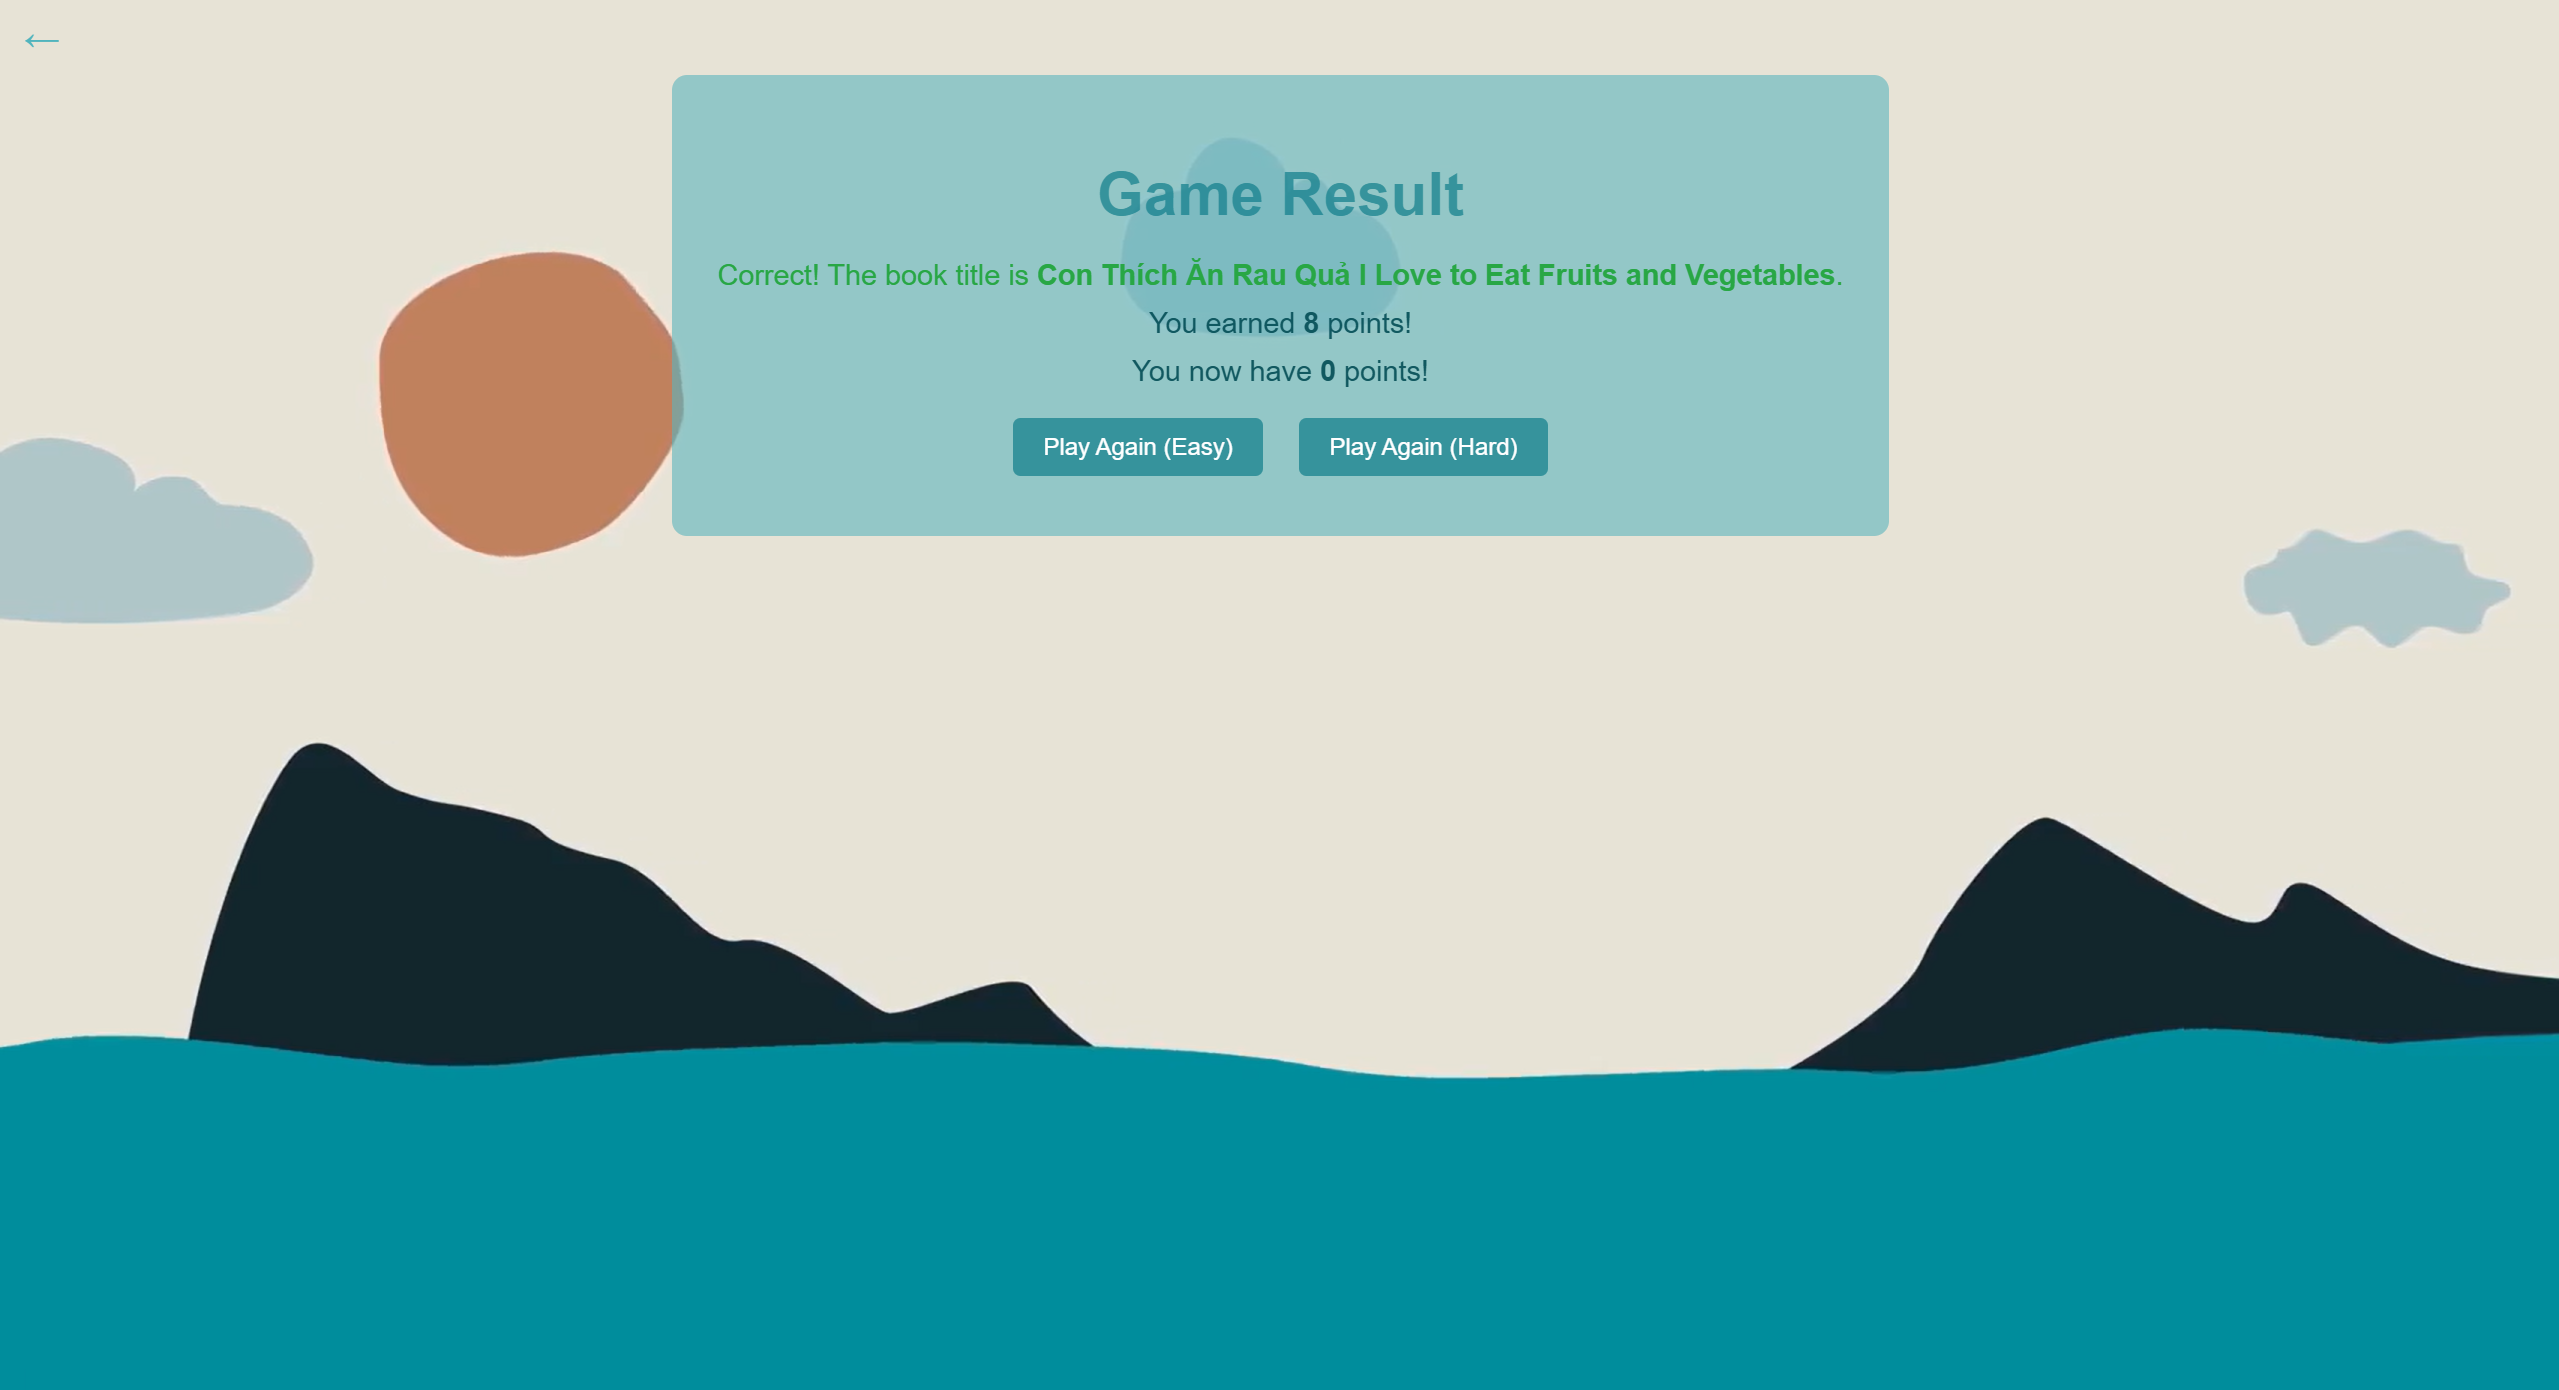 ←
Game Result
Correct! The book title is Con Thích Ăn Rau Quả I Love to Eat Fruits and Vegetables.
You earned 8 points!
You now have 0 points!
Play Again (Easy) Play Again (Hard)